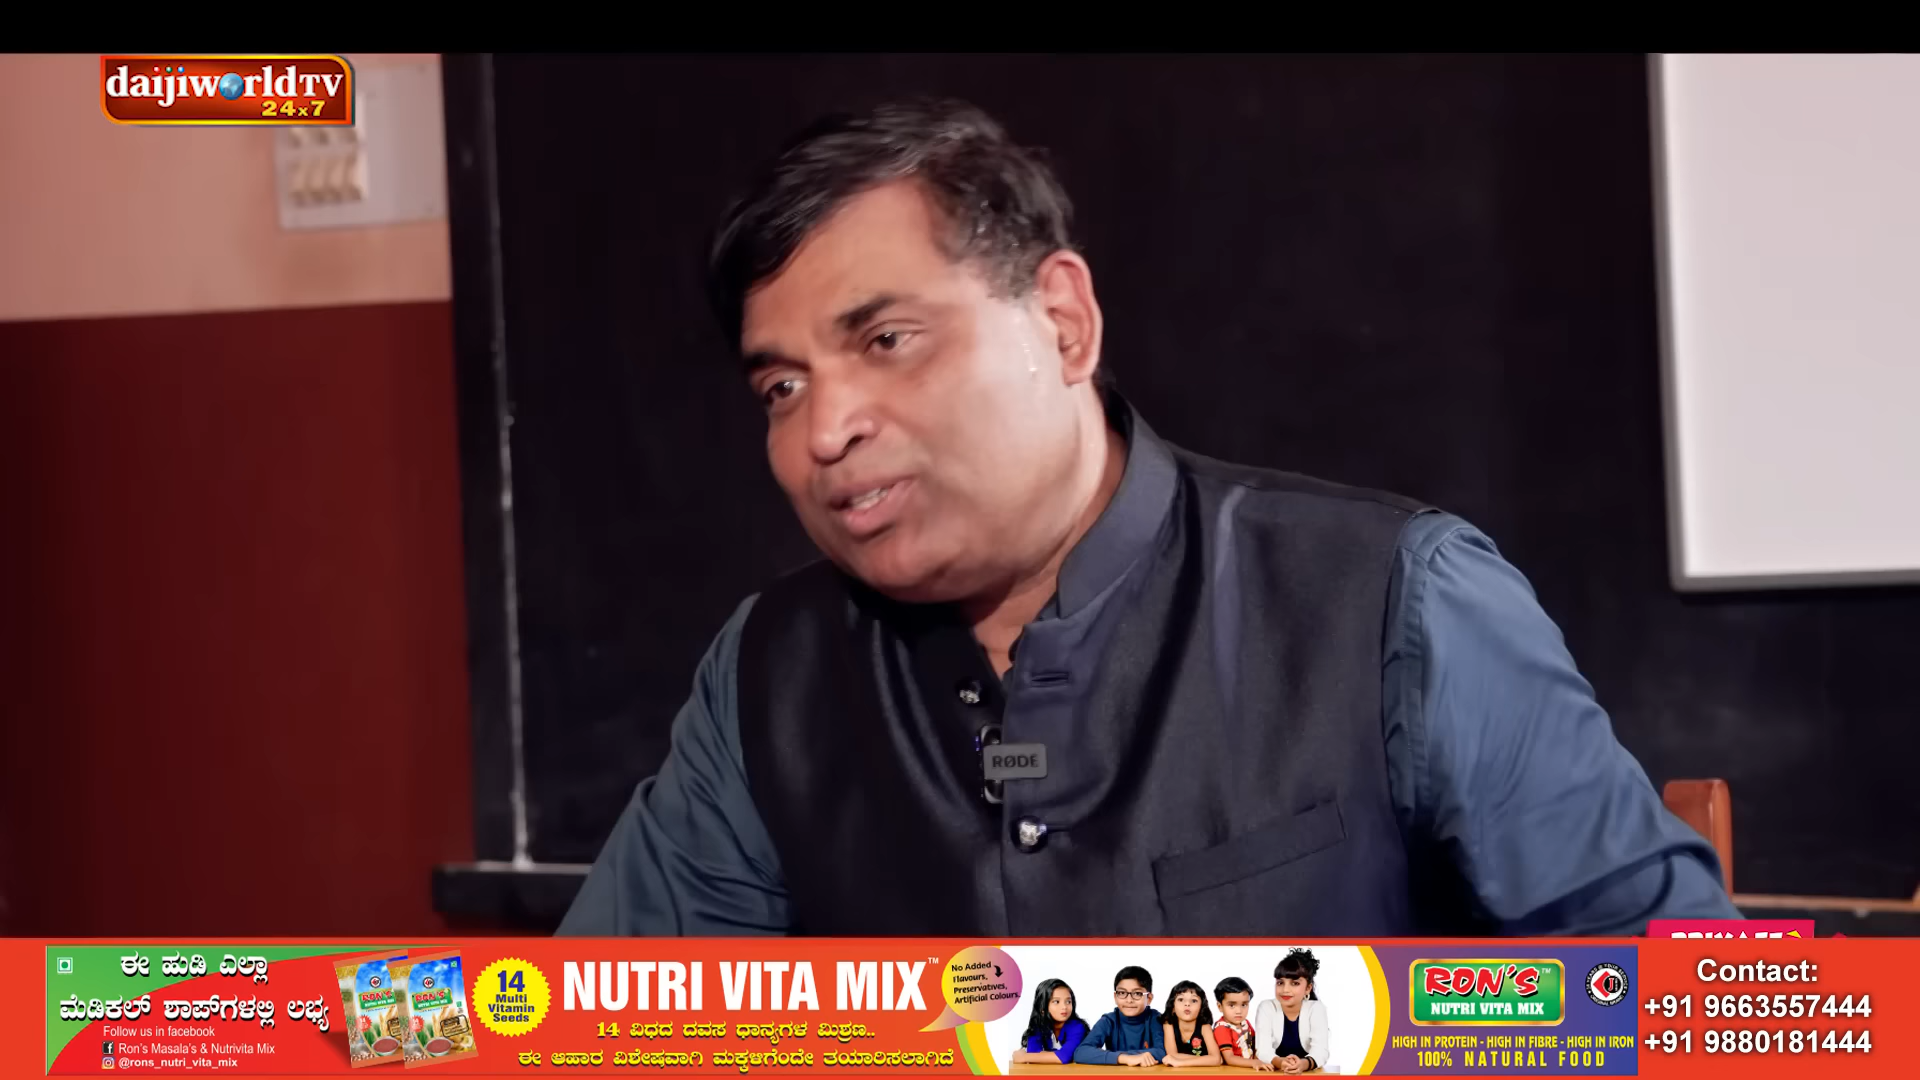 daijiworldTV
24x7
RØDE
ಈ ಹುಡಿ ಎಲ್ಲಾ
ಮೆಡಿಕಲ್ ಶಾಪ್‌ಗಳಲ್ಲಿ ಲಭ್ಯ
Follow us in facebook
Ron's Masala's & Nutrivita Mix
@rons_nutri_vita_mix
14
Multi
Vitamin
Seeds
NUTRI VITA MIX™
14 ವಿಧದ ದವಸ ಧಾನ್ಯಗಳ ಮಿಶ್ರಣ..
ಈ ಆಹಾರ ವಿಶೇಷವಾಗಿ ಮಕ್ಕಳಿಗೆಂದೇ ತಯಾರಿಸಲಾಗಿದೆ
No Added
Flavours,
Preservatives,
Artificial Colours.
RON'S™
NUTRI VITA MIX
HIGH IN PROTEIN - HIGH IN FIBRE - HIGH IN IRON
100% NATURAL FOOD
Contact:
+91 9663557444
+91 9880181444